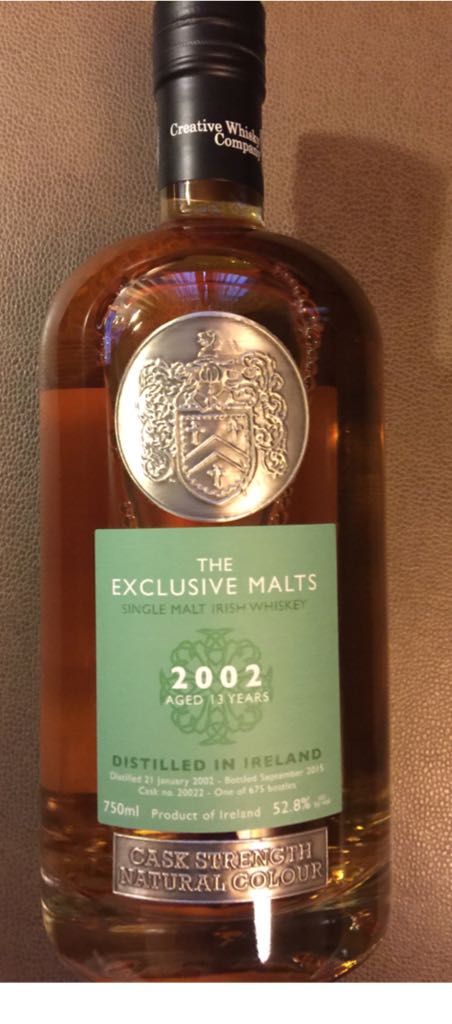 Creative Whisky
Company
THE
EXCLUSIVE MALTS
SINGLE MALT IRISH WHISKEY
2002
AGED 13 YEARS
DISTILLED IN IRELAND
Distilled 21 January 2002 - Bottled September 2015
Cask no. 20022 - One of 675 bottles
750ml Product of Ireland 52.8%
CASK STRENGTH
NATURAL COLOUR